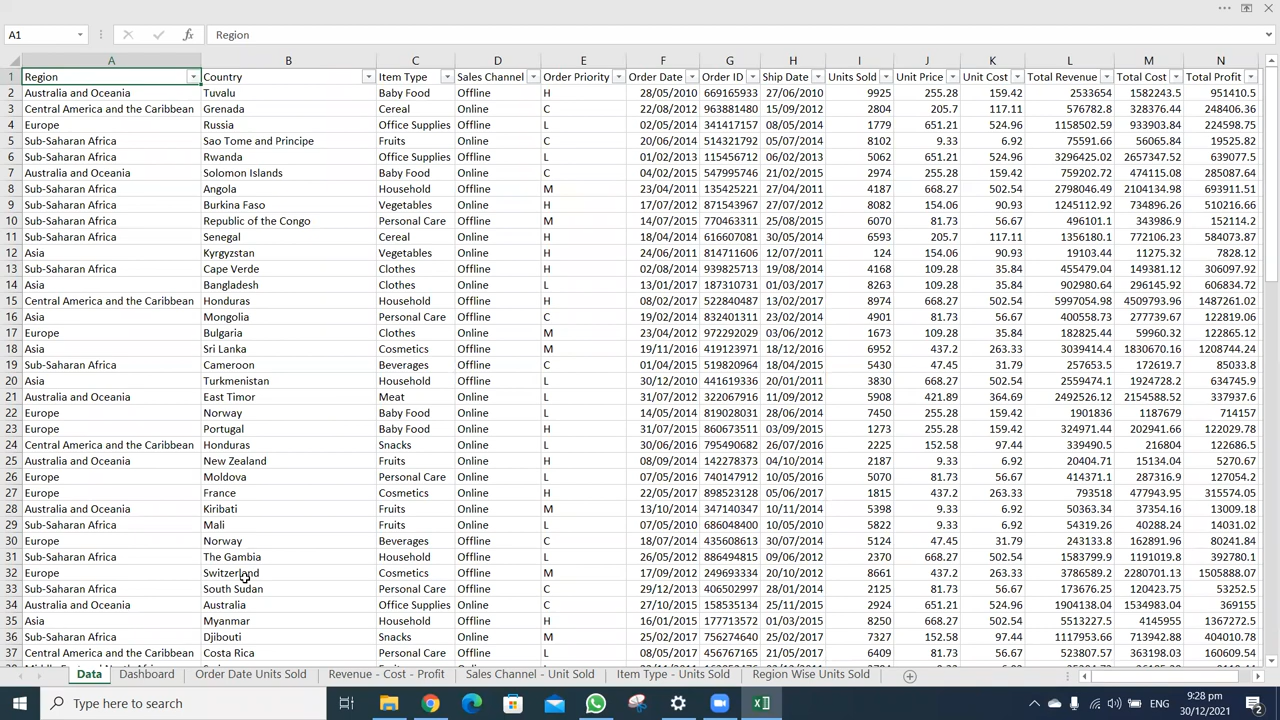 A1 fx Region
A B C D E F G H I J K L M N
1 Region Country Item Type Sales Channel Order Priority Order Date Order ID Ship Date Units Sold Unit Price Unit Cost Total Revenue Total Cost Total Profit
2 Australia and Oceania Tuvalu Baby Food Offline H 28/05/2010 669165933 27/06/2010 9925 255.28 159.42 2533654 1582243.5 951410.5
3 Central America and the Caribbean Grenada Cereal Online C 22/08/2012 963881480 15/09/2012 2804 205.7 117.11 576782.8 328376.44 248406.36
4 Europe Russia Office Supplies Offline L 02/05/2014 341417157 08/05/2014 1779 651.21 524.96 1158502.59 933903.84 224598.75
5 Sub-Saharan Africa Sao Tome and Principe Fruits Online C 20/06/2014 514321792 05/07/2014 8102 9.33 6.92 75591.66 56065.84 19525.82
6 Sub-Saharan Africa Rwanda Office Supplies Offline L 01/02/2013 115456712 06/02/2013 5062 651.21 524.96 3296425.02 2657347.52 639077.5
7 Australia and Oceania Solomon Islands Baby Food Online C 04/02/2015 547995746 21/02/2015 2974 255.28 159.42 759202.72 474115.08 285087.64
8 Sub-Saharan Africa Angola Household Offline M 23/04/2011 135425221 27/04/2011 4187 668.27 502.54 2798046.49 2104134.98 693911.51
9 Sub-Saharan Africa Burkina Faso Vegetables Online H 17/07/2012 871543967 27/07/2012 8082 154.06 90.93 1245112.92 734896.26 510216.66
10 Sub-Saharan Africa Republic of the Congo Personal Care Offline M 14/07/2015 770463311 25/08/2015 6070 81.73 56.67 496101.1 343986.9 152114.2
11 Sub-Saharan Africa Senegal Cereal Online H 18/04/2014 616607081 30/05/2014 6593 205.7 117.11 1356180.1 772106.23 584073.87
12 Asia Kyrgyzstan Vegetables Online H 24/06/2011 814711606 12/07/2011 124 154.06 90.93 19103.44 11275.32 7828.12
13 Sub-Saharan Africa Cape Verde Clothes Offline H 02/08/2014 939825713 19/08/2014 4168 109.28 35.84 455479.04 149381.12 306097.92
14 Asia Bangladesh Clothes Online L 13/01/2017 187310731 01/03/2017 8263 109.28 35.84 902980.64 296145.92 606834.72
15 Central America and the Caribbean Honduras Household Offline H 08/02/2017 522840487 13/02/2017 8974 668.27 502.54 5997054.98 4509793.96 1487261.02
16 Asia Mongolia Personal Care Offline C 19/02/2014 832401311 23/02/2014 4901 81.73 56.67 400558.73 277739.67 122819.06
17 Europe Bulgaria Clothes Online M 23/04/2012 972292029 03/06/2012 1673 109.28 35.84 182825.44 59960.32 122865.12
18 Asia Sri Lanka Cosmetics Offline M 19/11/2016 419123971 18/12/2016 6952 437.2 263.33 3039414.4 1830670.16 1208744.24
19 Sub-Saharan Africa Cameroon Beverages Offline C 01/04/2015 519820964 18/04/2015 5430 47.45 31.79 257653.5 172619.7 85033.8
20 Asia Turkmenistan Household Offline L 30/12/2010 441619336 20/01/2011 3830 668.27 502.54 2559474.1 1924728.2 634745.9
21 Australia and Oceania East Timor Meat Online L 31/07/2012 322067916 11/09/2012 5908 421.89 364.69 2492526.12 2154588.52 337937.6
22 Europe Norway Baby Food Online L 14/05/2014 819028031 28/06/2014 7450 255.28 159.42 1901836 1187679 714157
23 Europe Portugal Baby Food Online H 31/07/2015 860673511 03/09/2015 1273 255.28 159.42 324971.44 202941.66 122029.78
24 Central America and the Caribbean Honduras Snacks Online L 30/06/2016 795490682 26/07/2016 2225 152.58 97.44 339490.5 216804 122686.5
25 Australia and Oceania New Zealand Fruits Online H 08/09/2014 142278373 04/10/2014 2187 9.33 6.92 20404.71 15134.04 5270.67
26 Europe Moldova Personal Care Online L 07/05/2016 740147912 10/05/2016 5070 81.73 56.67 414371.1 287316.9 127054.2
27 Europe France Cosmetics Online H 22/05/2017 898523128 05/06/2017 1815 437.2 263.33 793518 477943.95 315574.05
28 Australia and Oceania Kiribati Fruits Online M 13/10/2014 347140347 10/11/2014 5398 9.33 6.92 50363.34 37354.16 13009.18
29 Sub-Saharan Africa Mali Fruits Online L 07/05/2010 686048400 10/05/2010 5822 9.33 6.92 54319.26 40288.24 14031.02
30 Europe Norway Beverages Offline C 18/07/2014 435608613 30/07/2014 5124 47.45 31.79 243133.8 162891.96 80241.84
31 Sub-Saharan Africa The Gambia Household Offline L 26/05/2012 886494815 09/06/2012 2370 668.27 502.54 1583799.9 1191019.8 392780.1
32 Europe Switzerland Cosmetics Offline M 17/09/2012 249693334 20/10/2012 8661 437.2 263.33 3786589.2 2280701.13 1505888.07
33 Sub-Saharan Africa South Sudan Personal Care Offline C 29/12/2013 406502997 28/01/2014 2125 81.73 56.67 173676.25 120423.75 53252.5
34 Australia and Oceania Australia Office Supplies Online C 27/10/2015 158535134 25/11/2015 2924 651.21 524.96 1904138.04 1534983.04 369155
35 Asia Myanmar Household Offline H 16/01/2015 177713572 01/03/2015 8250 668.27 502.54 5513227.5 4145955 1367272.5
36 Sub-Saharan Africa Djibouti Snacks Online M 25/02/2017 756274640 25/02/2017 7327 152.58 97.44 1117953.66 713942.88 404010.78
37 Central America and the Caribbean Costa Rica Personal Care Offline L 08/05/2017 456767165 21/05/2017 6409 81.73 56.67 523807.57 363198.03 160609.54
Data Dashboard Order Date Units Sold Revenue - Cost - Profit Sales Channel - Unit Sold Item Type - Units Sold Region Wise Units Sold
Type here to search ENG 9:28 pm
30/12/2021 2